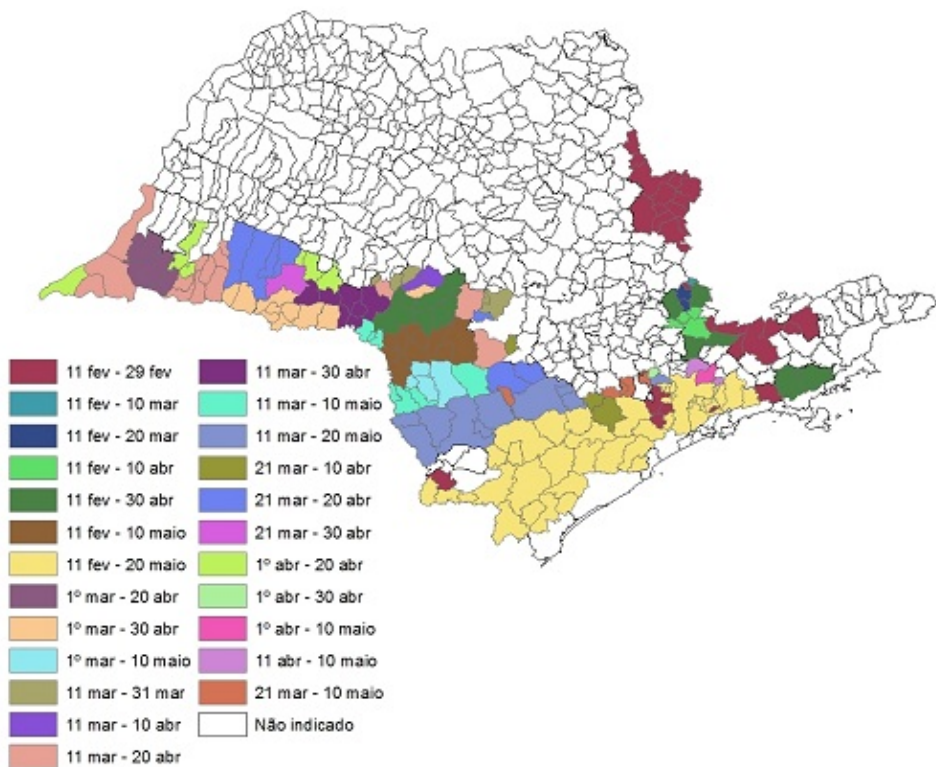 11 fev - 29 fev
11 fev - 10 mar
11 fev - 20 mar
11 fev - 10 abr
11 fev - 30 abr
11 fev - 10 maio
11 fev - 20 maio
1º mar - 20 abr
1º mar - 30 abr
1º mar - 10 maio
11 mar - 31 mar
11 mar - 10 abr
11 mar - 20 abr
11 mar - 30 abr
11 mar - 10 maio
11 mar - 20 maio
21 mar - 10 abr
21 mar - 20 abr
21 mar - 30 abr
1º abr - 20 abr
1º abr - 30 abr
1º abr - 10 maio
11 abr - 10 maio
21 mar - 10 maio
Não indicado